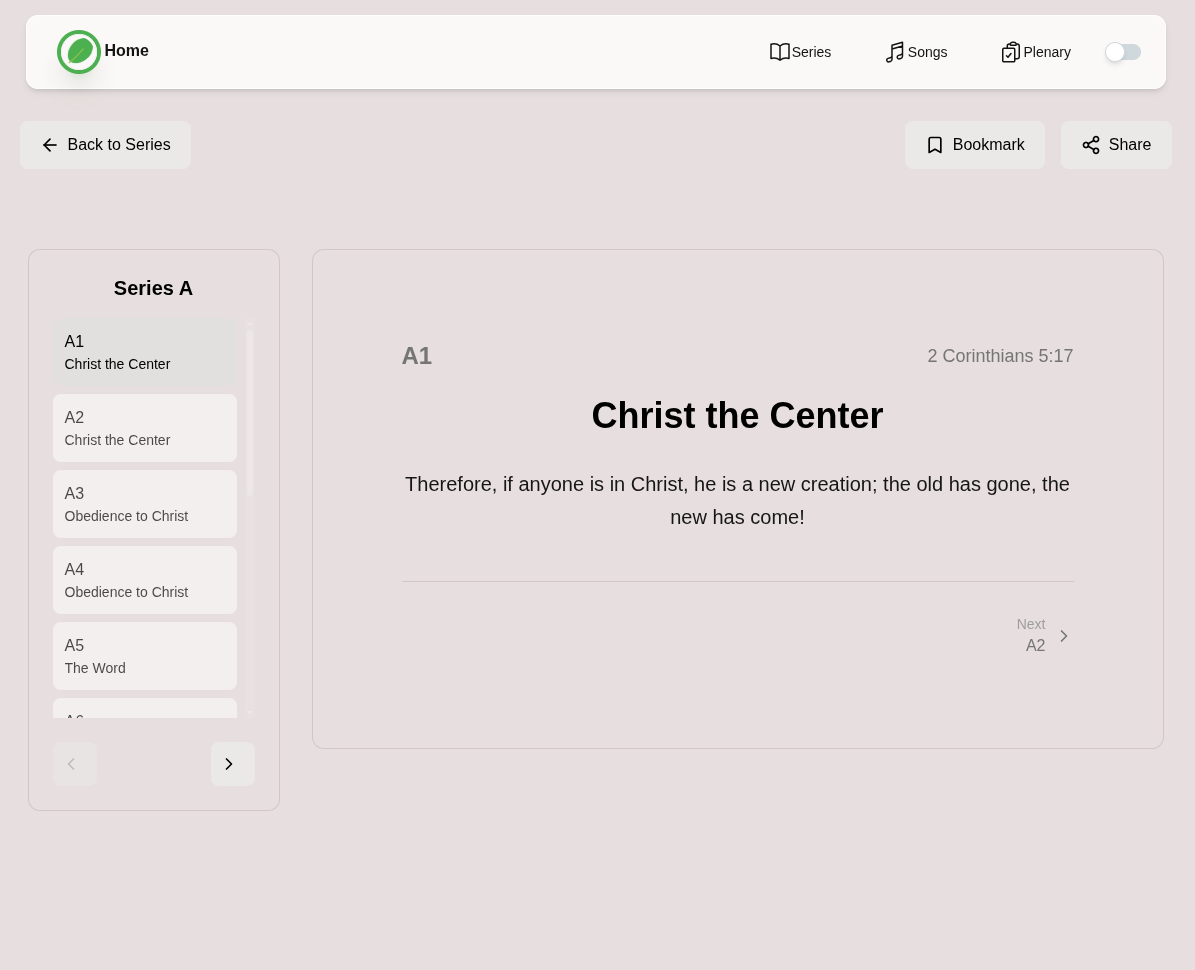 Home
Series
Songs
Plenary
Back to Series
Bookmark
Share
Series A
A1
Christ the Center
A2
Christ the Center
A3
Obedience to Christ
A4
Obedience to Christ
A5
The Word
A6
A1
2 Corinthians 5:17
Christ the Center
Therefore, if anyone is in Christ, he is a new creation; the old has gone, the
new has come!
Next
A2